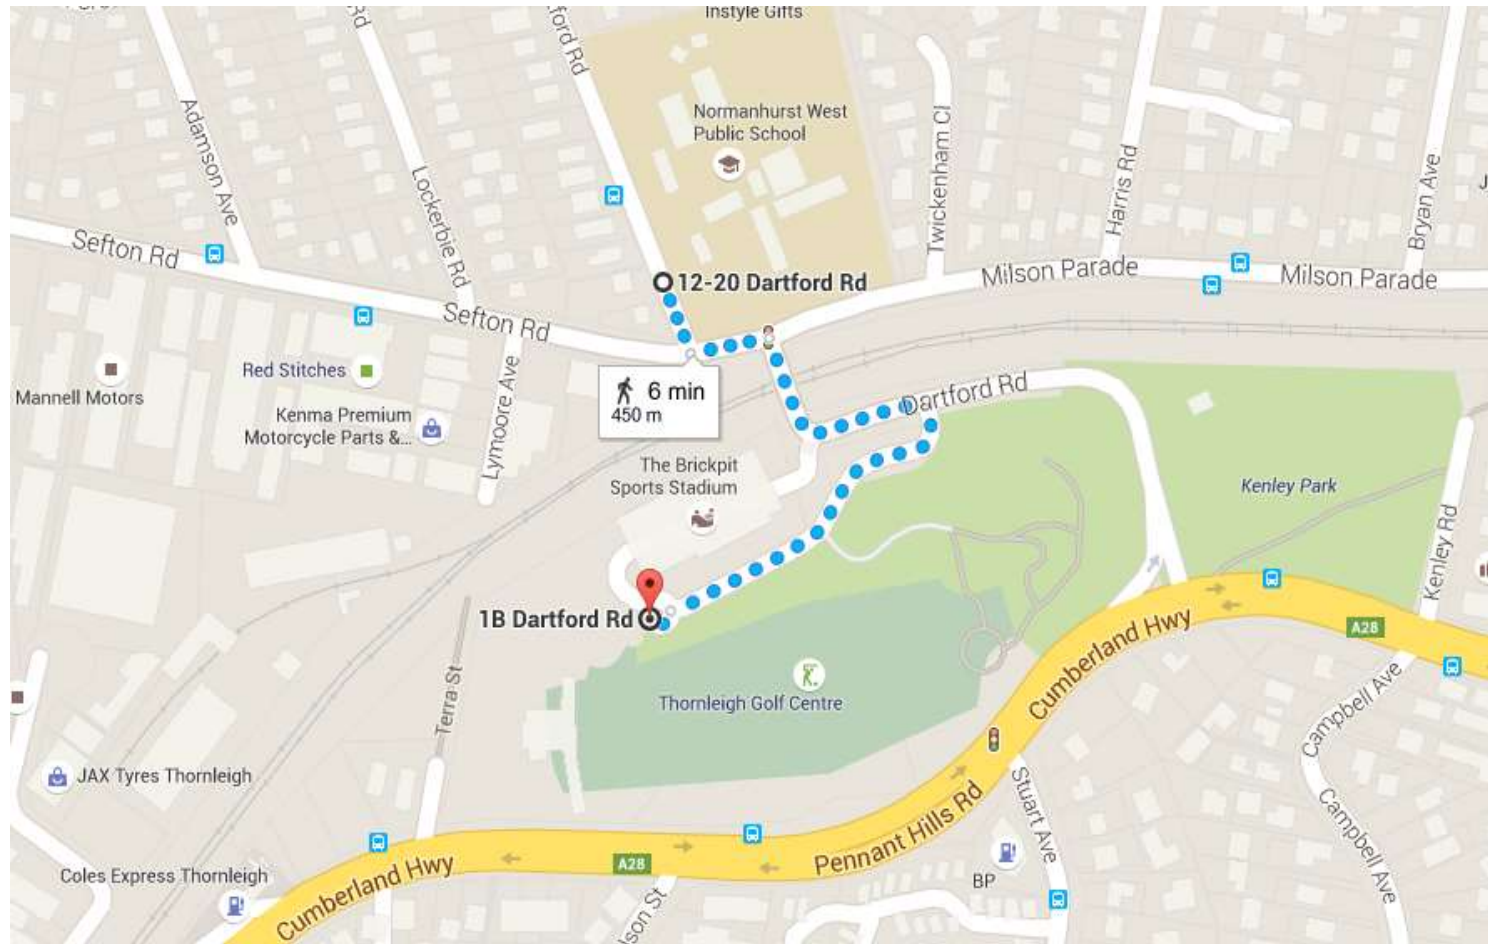 Instyle Gifts
Rd
ford Rd
Normanhurst West
Public School
Adamson Ave
Lockerbie Rd
Twickenham Cl
Harris Rd
Bryan Ave
J
Sefton Rd
12-20 Dartford Rd
Milson Parade
Milson Parade
Sefton Rd
Red Stitches
Mannell Motors
6 min
450 m
Dartford Rd
Kenma Premium
Motorcycle Parts &...
Lymoore Ave
The Brickpit
Sports Stadium
Kenley Park
Kenley Rd
1B Dartford Rd
Cumberland Hwy
A28
Terra St
Thornleigh Golf Centre
Campbell Ave
JAX Tyres Thornleigh
Stuart Ave
Campbell Ave
Pennant Hills Rd
A28
Cumberland Hwy
Coles Express Thornleigh
BP
lson St